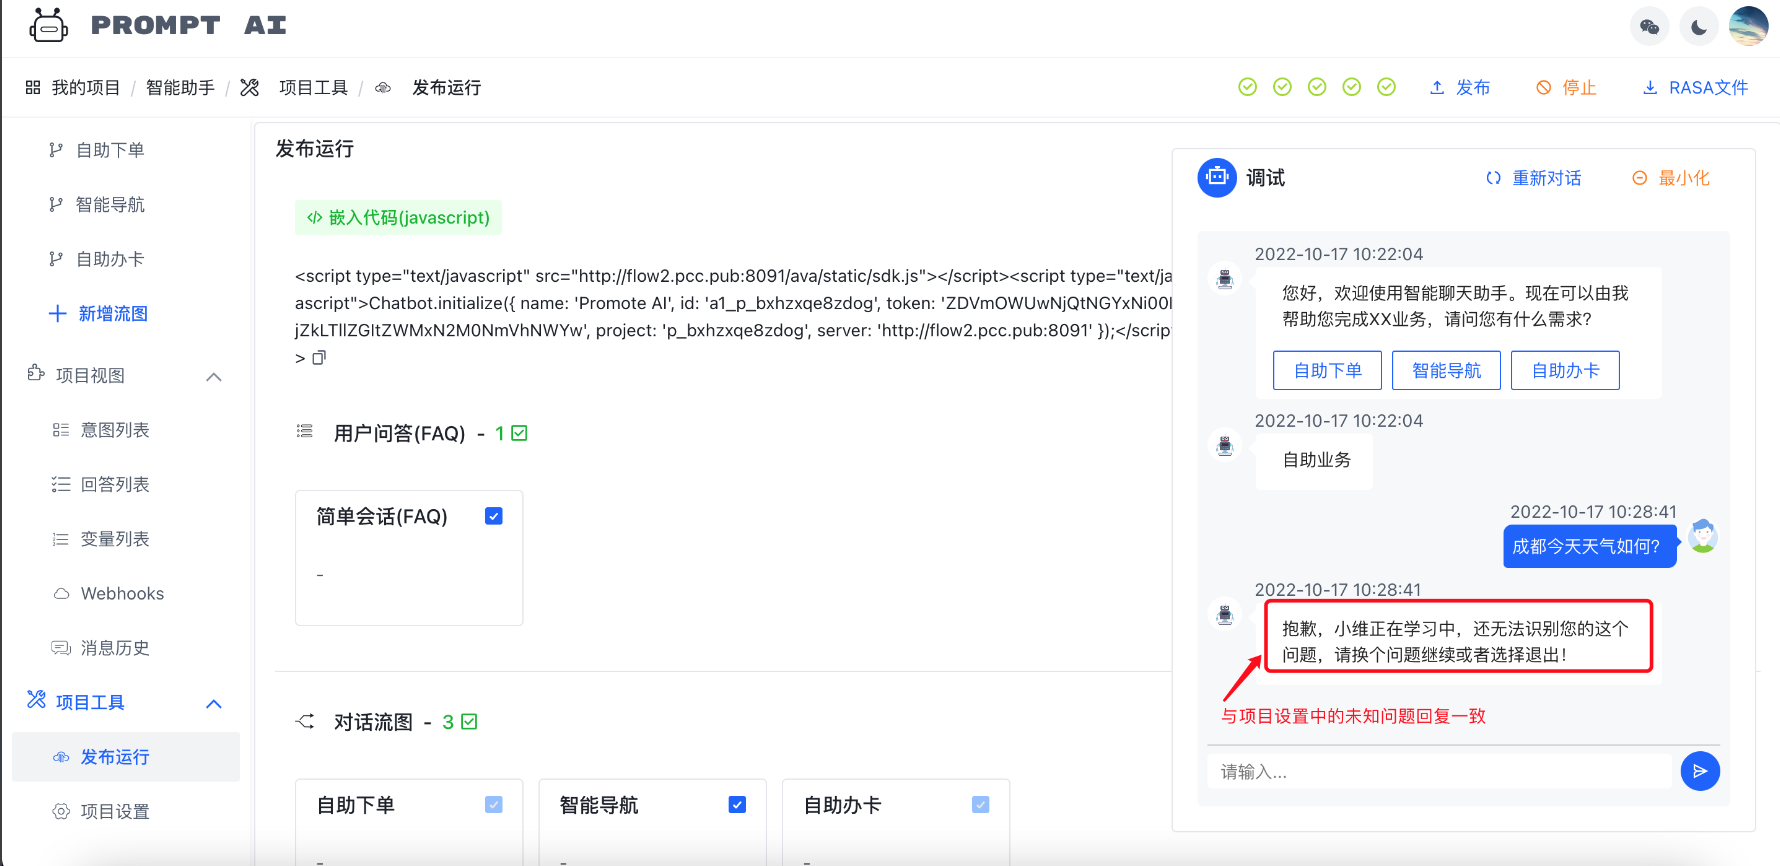 PROMPT AI
我的项目 / 智能助手 / 项目工具 / 发布运行
发布
停止
RASA文件
自助下单
智能导航
自助办卡
新增流图
项目视图
意图列表
回答列表
变量列表
Webhooks
消息历史
项目工具
发布运行
项目设置
发布运行
</> 嵌入代码(javascript)
<script type="text/javascript" src="http://flow2.pcc.pub:8091/ava/static/sdk.js"></script><script type="text/ja
ascript">Chatbot.initialize({ name: 'Promote AI', id: 'a1_p_bxhzxqe8zdog', token: 'ZDVmOWUwNjQtNGYxNi00
jZkLTllZGItZWMxN2M0NmVhNWYw', project: 'p_bxhzxqe8zdog', server: 'http://flow2.pcc.pub:8091' });</script
>
用户问答(FAQ) - 1
简单会话(FAQ)
-
对话流图 - 3
自助下单
-
智能导航
-
自助办卡
-
调试
重新对话
最小化
2022-10-17 10:22:04
您好，欢迎使用智能聊天助手。现在可以由我
帮助您完成XX业务，请问您有什么需求?
自助下单
智能导航
自助办卡
2022-10-17 10:22:04
自助业务
2022-10-17 10:28:41
成都今天天气如何?
2022-10-17 10:28:41
抱歉，小维正在学习中，还无法识别您的这个
问题，请换个问题继续或者选择退出!
与项目设置中的未知问题回复一致
请输入...